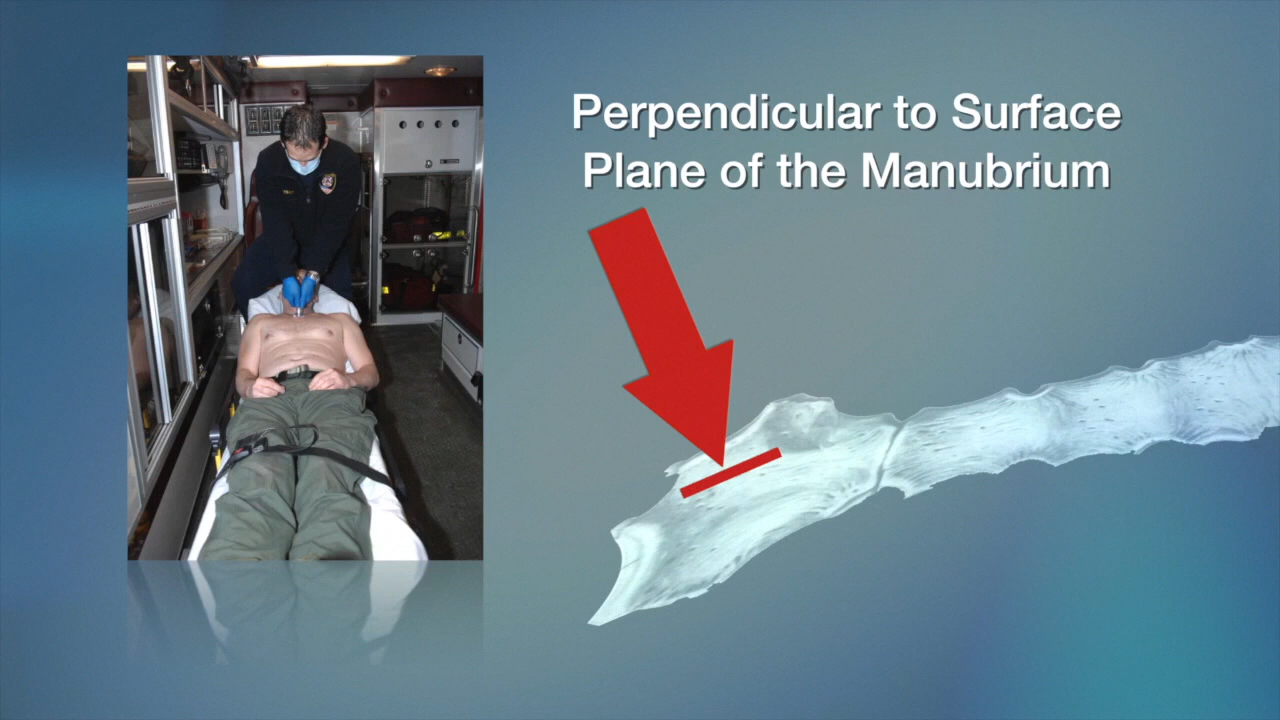 Perpendicular to Surface
Plane of the Manubrium